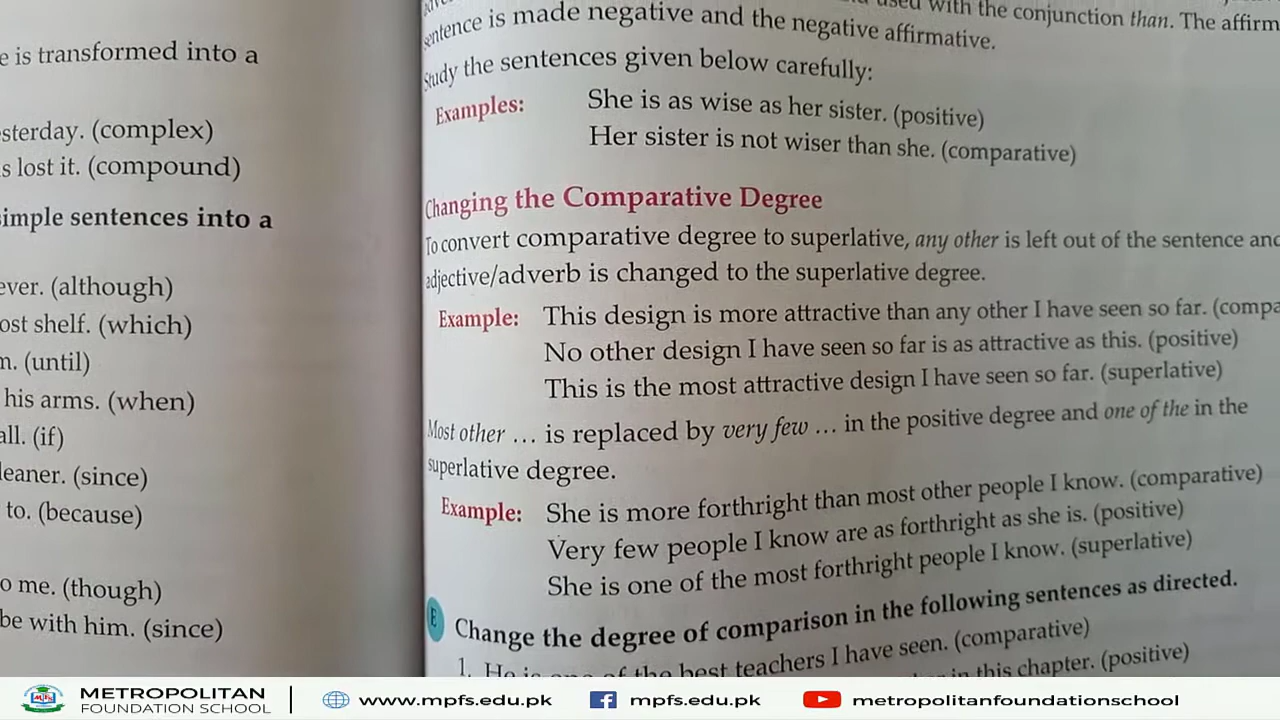 e is transformed into a
sterday. (complex)
s lost it. (compound)
simple sentences into a
ever. (although)
ost shelf. (which)
n. (until)
his arms. (when)
all. (if)
leaner. (since)
to. (because)
o me. (though)
be with him. (since)
used with the conjunction than. The affirm
sentence is made negative and the negative affirmative.
Study the sentences given below carefully:
Examples: She is as wise as her sister. (positive)
Her sister is not wiser than she. (comparative)
Changing the Comparative Degree
To convert comparative degree to superlative, any other is left out of the sentence and
adjective/adverb is changed to the superlative degree.
Example: This design is more attractive than any other I have seen so far. (compa
No other design I have seen so far is as attractive as this. (positive)
This is the most attractive design I have seen so far. (superlative)
Most other ... is replaced by very few ... in the positive degree and one of the in the
superlative degree.
Example: She is more forthright than most other people I know. (comparative)
Very few people I know are as forthright as she is. (positive)
She is one of the most forthright people I know. (superlative)
E Change the degree of comparison in the following sentences as directed.
1. He is one of the best teachers I have seen. (comparative)
in this chapter. (positive)
METROPOLITAN
FOUNDATION SCHOOL
www.mpfs.edu.pk
mpfs.edu.pk
metropolitanfoundationschool